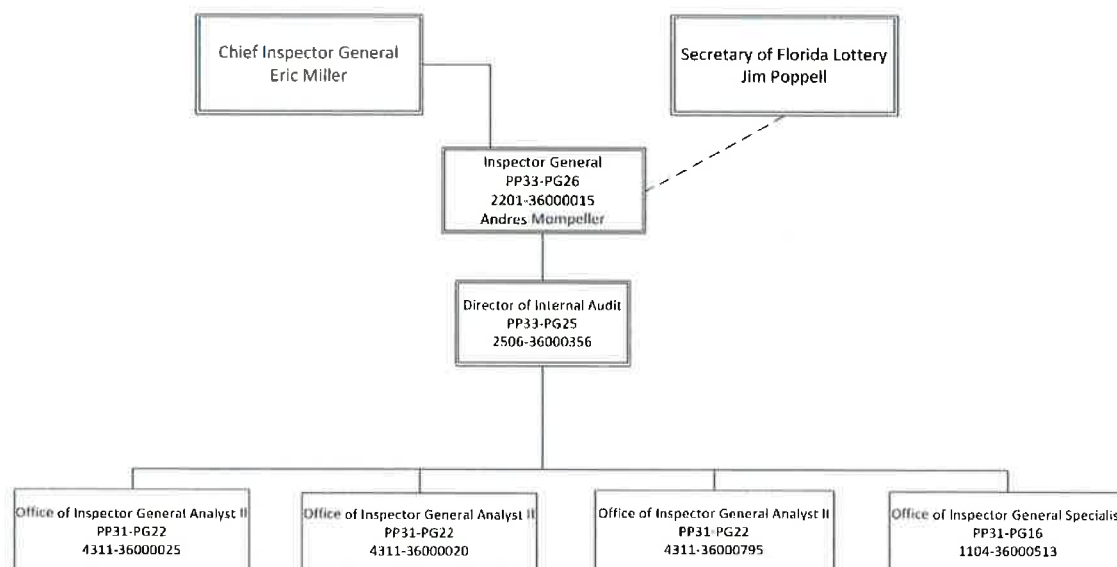 Chief Inspector General
Eric Miller
Secretary of Florida Lottery
Jim Poppell
Inspector General
PP33-PG26
2201-36000015
Andres Mompeller
Director of Internal Audit
PP33-PG25
2506-36000356
Office of Inspector General Analyst II
PP31-PG22
4311-36000025
Office of Inspector General Analyst II
PP31-PG22
4311-36000020
Office of Inspector General Analyst II
PP31-PG22
4311-36000795
Office of Inspector General Specialis
PP31-PG16
1104-36000513